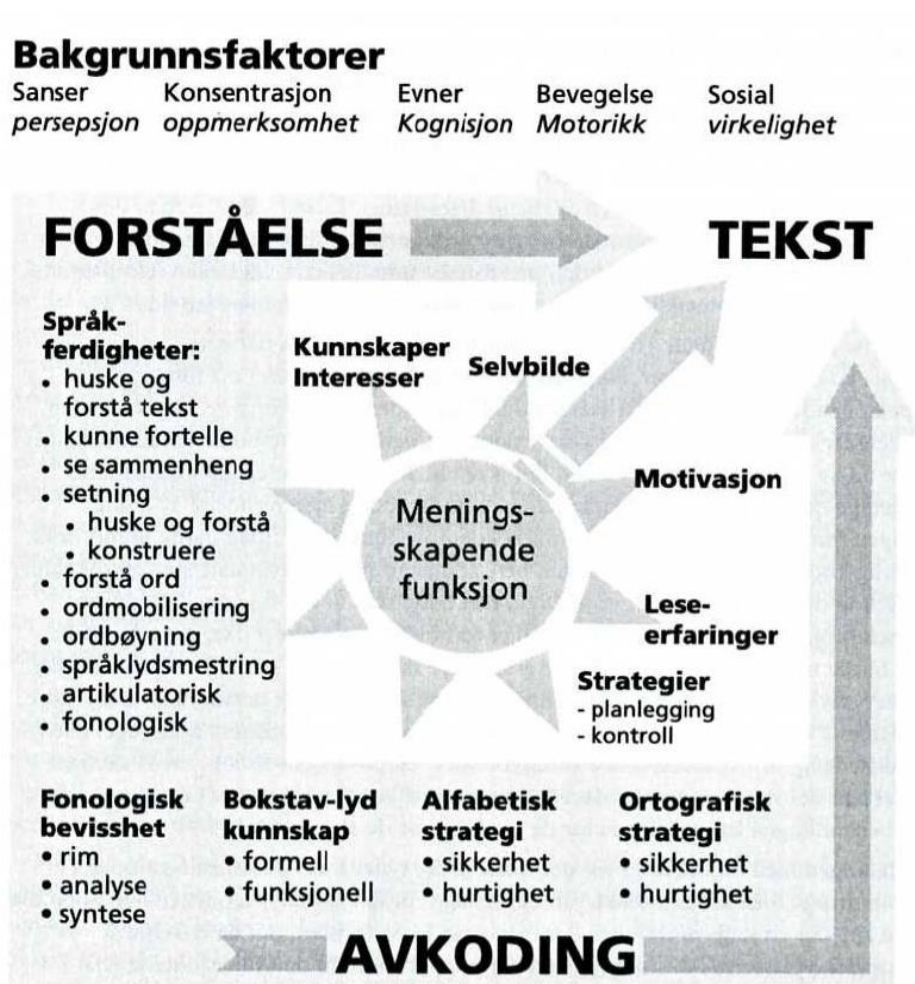 Bakgrunnsfaktorer
Sanser Konsentrasjon Evner Bevegelse Sosial
persepsjon oppmerksomhet Kognisjon Motorikk virkelighet
FORSTÅELSE TEKST
Språk-
ferdigheter:
• huske og
forstå tekst
• kunne fortelle
• se sammenheng
• setning
• huske og forstå
• konstruere
• forstå ord
• ordmobilisering
• ordbøyning
• språklydsmestring
• artikulatorisk
• fonologisk
Kunnskaper
Interesser
Selvbilde
Motivasjon
Menings-
skapende
funksjon
Lese-
erfaringer
Strategier
- planlegging
- kontroll
Fonologisk
bevisshet
• rim
• analyse
• syntese
Bokstav-lyd
kunnskap
• formell
• funksjonell
Alfabetisk
strategi
• sikkerhet
• hurtighet
Ortografisk
strategi
• sikkerhet
• hurtighet
AVKODING